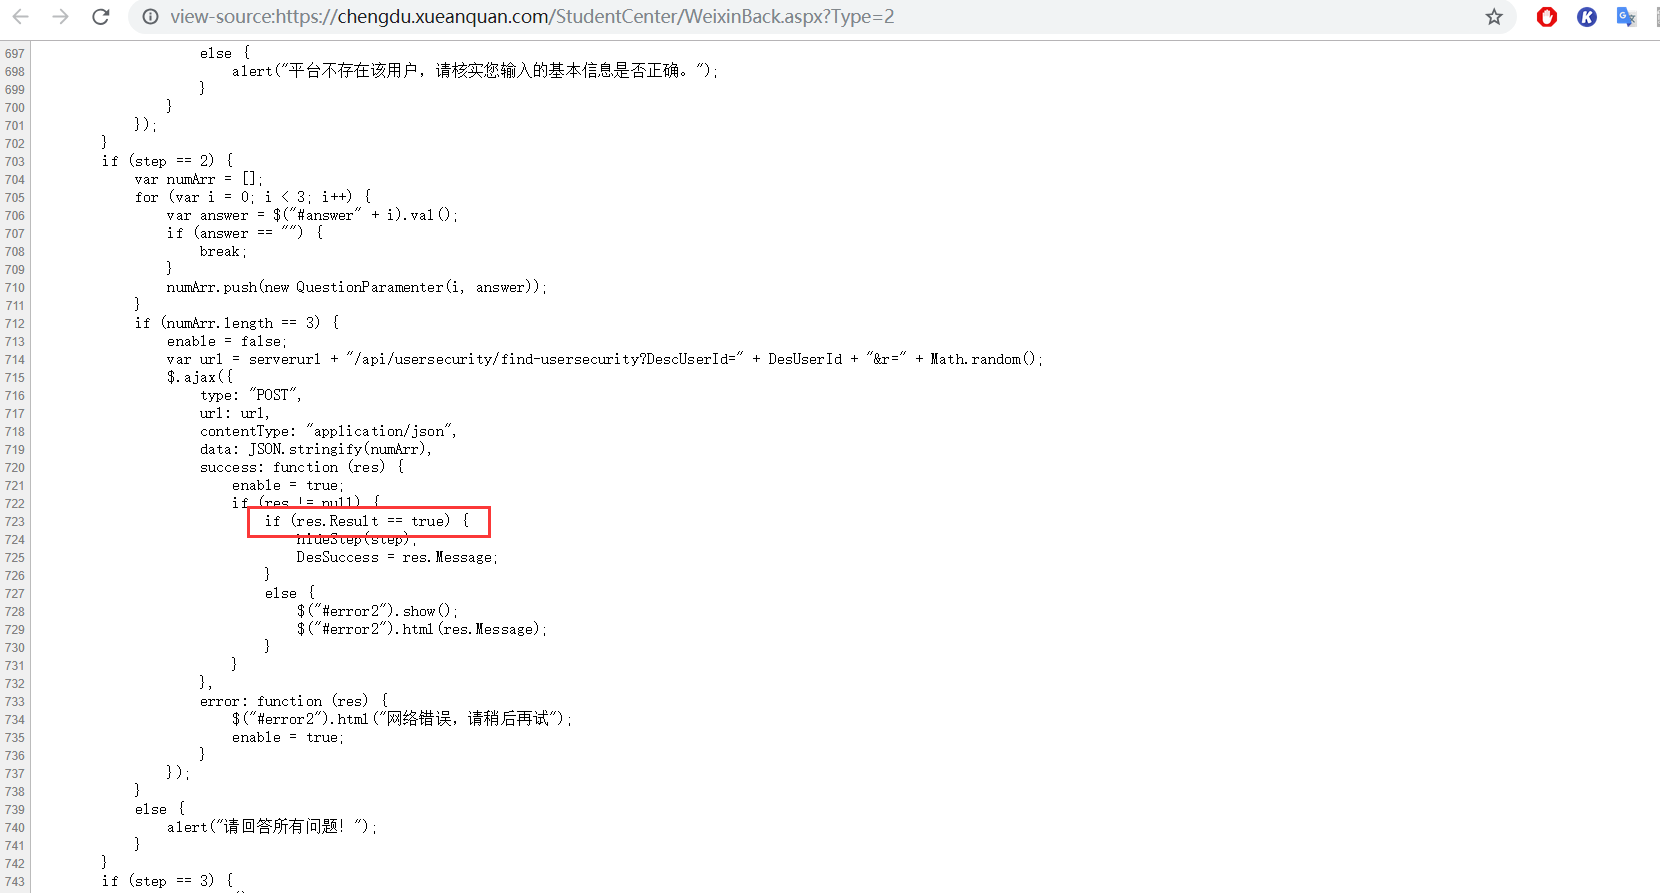 view-source:https://chengdu.xueanquan.com/StudentCenter/WeixinBack.aspx?Type=2
697 else {
698 alert("平台不存在该用户，请核实您输入的基本信息是否正确。");
699 }
700 }
701 });
702 }
703 if (step == 2) {
704 var numArr = [];
705 for (var i = 0; i < 3; i++) {
706 var answer = $("#answer" + i).val();
707 if (answer == "") {
708 break;
709 }
710 numArr.push(new QuestionParamenter(i, answer));
711 }
712 if (numArr.length == 3) {
713 enable = false;
714 var url = serverurl + "/api/usersecurity/find-usersecurity?DescUserId=" + DesUserId + "&r=" + Math.random();
715 $.ajax({
716 type: "POST",
717 url: url,
718 contentType: "application/json",
719 data: JSON.stringify(numArr),
720 success: function (res) {
721 enable = true;
722 if (res != null) {
723 if (res.Result == true) {
724 hideStep(step);
725 DesSuccess = res.Message;
726 }
727 else {
728 $("#error2").show();
729 $("#error2").html(res.Message);
730 }
731 }
732 },
733 error: function (res) {
734 $("#error2").html("网络错误，请稍后再试");
735 enable = true;
736 }
737 });
738 }
739 else {
740 alert("请回答所有问题！");
741 }
742 }
743 if (step == 3) {